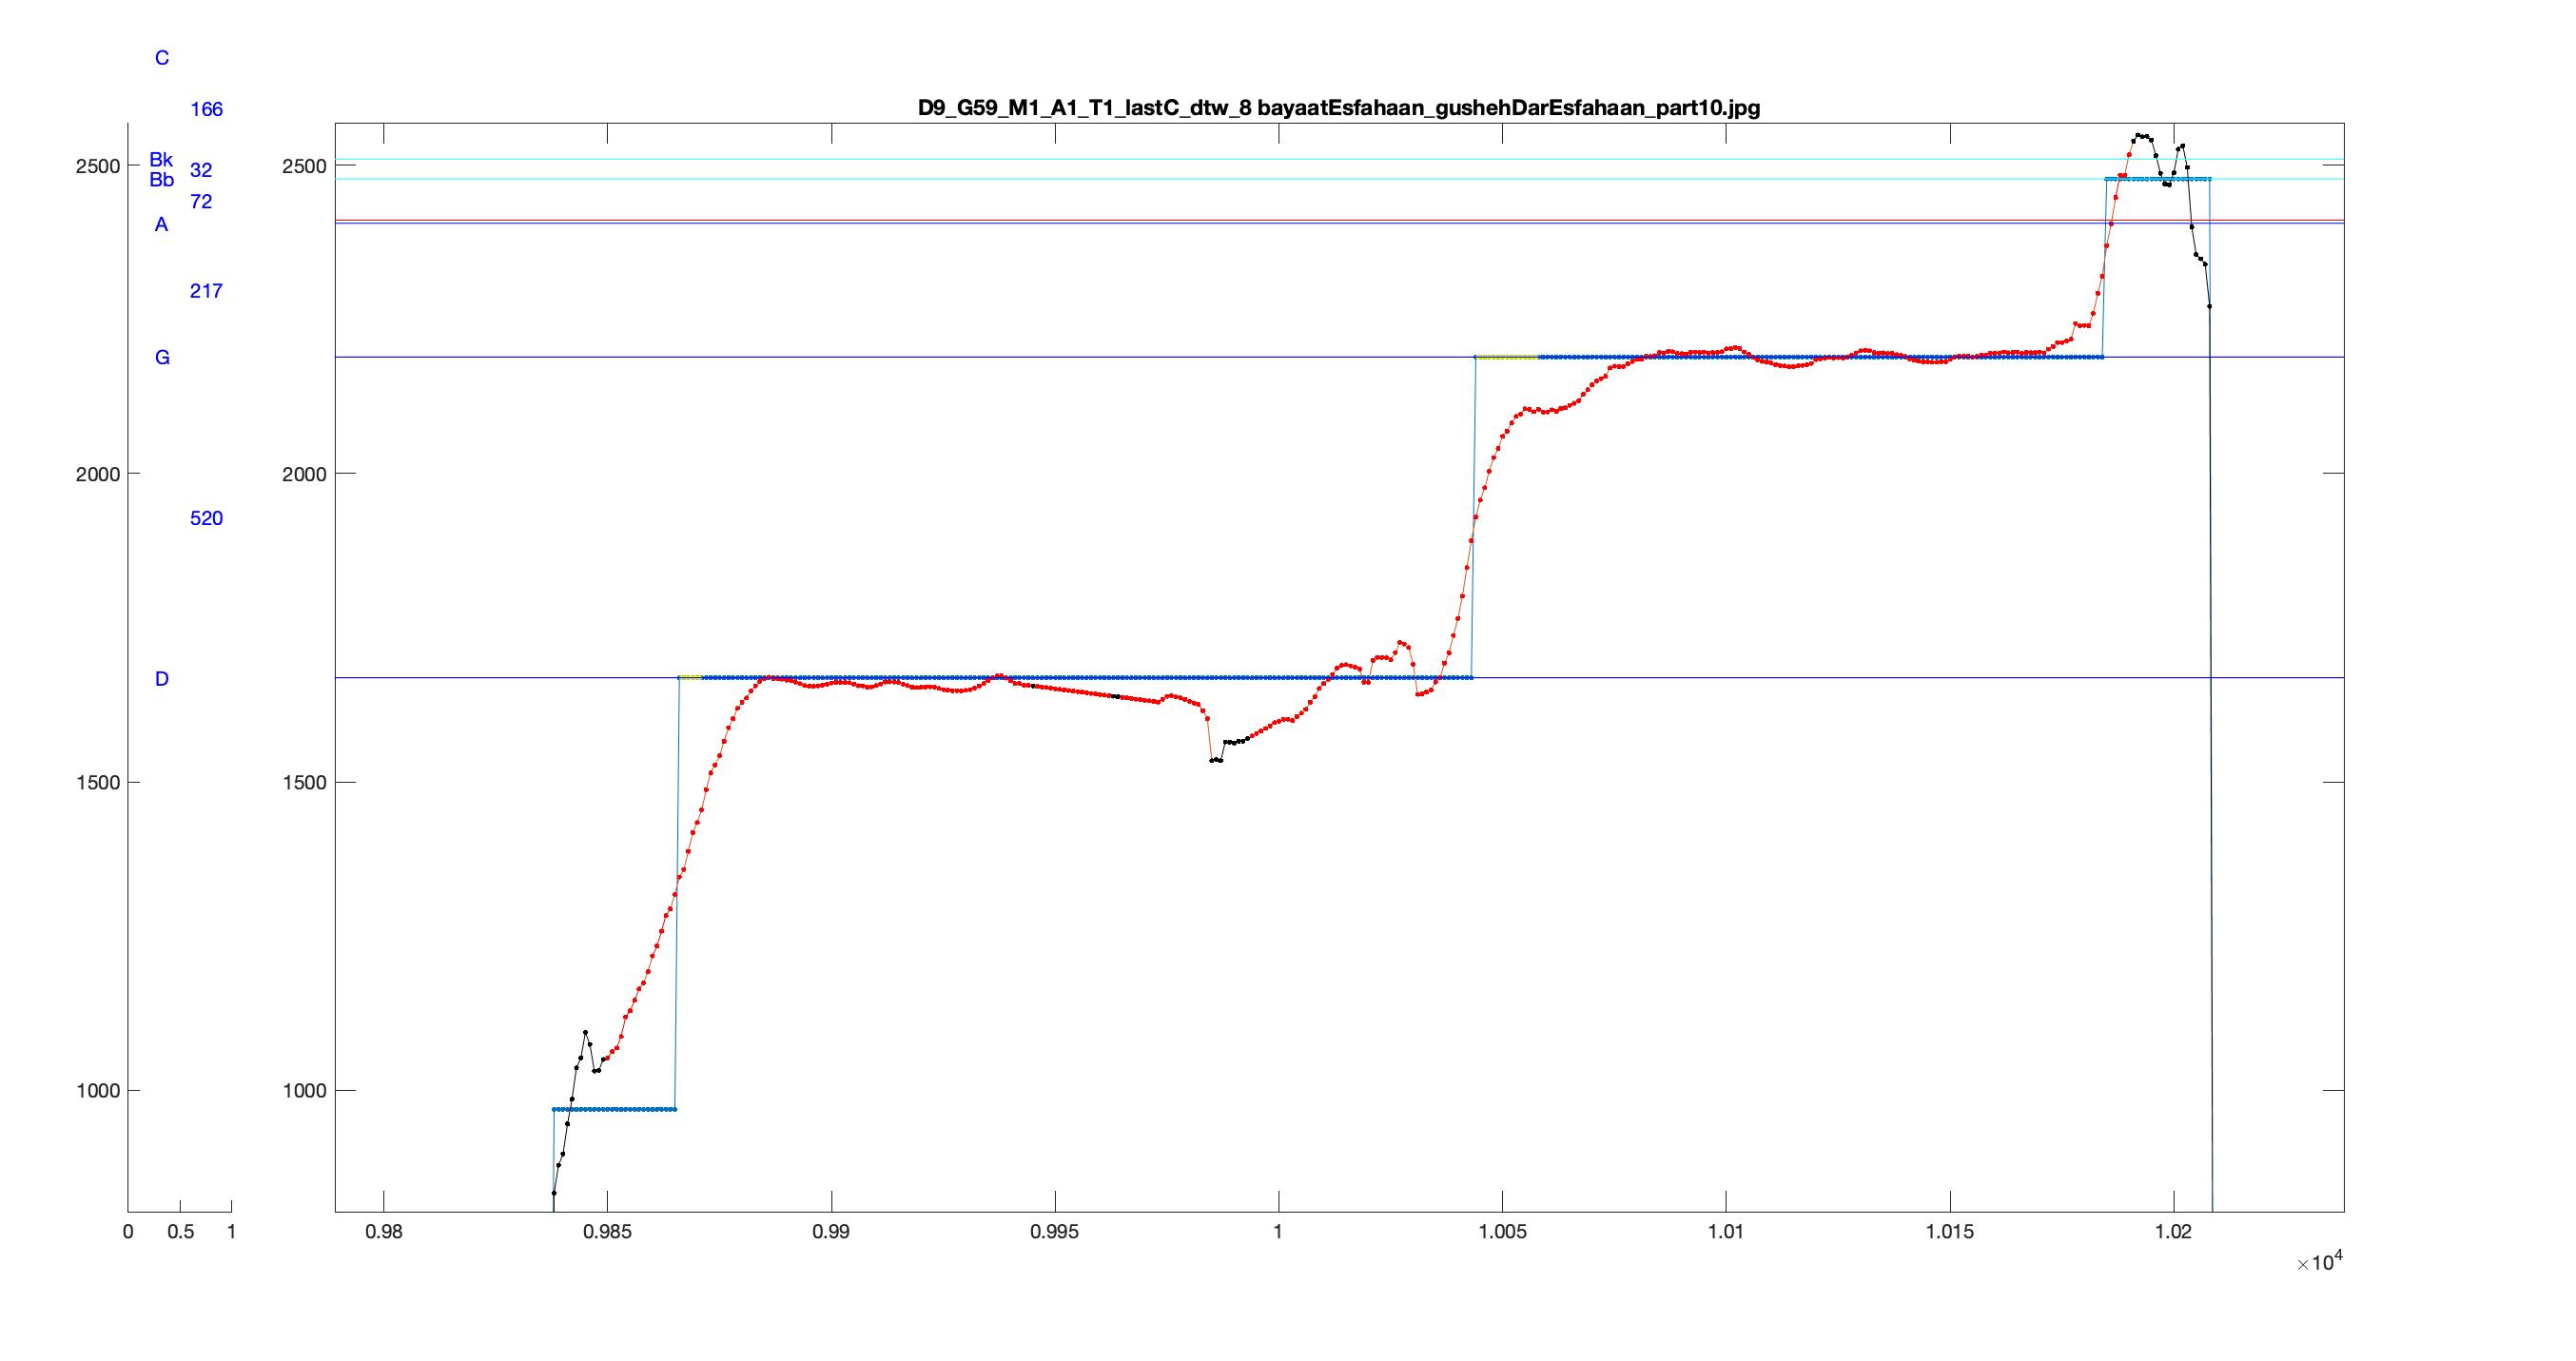 C
166
D9_G59_M1_A1_T1_lastC_dtw_8 bayaatEsfahaan_gushehDarEsfahaan_part10.jpg
2500
Bk
32
Bb
72
A
217
G
2000
520
D
1500
1000
0 0.5 1
2500
2000
1500
1000
0.98 0.985 0.99 0.995 1 1.005 1.01 1.015 1.02
×10^4